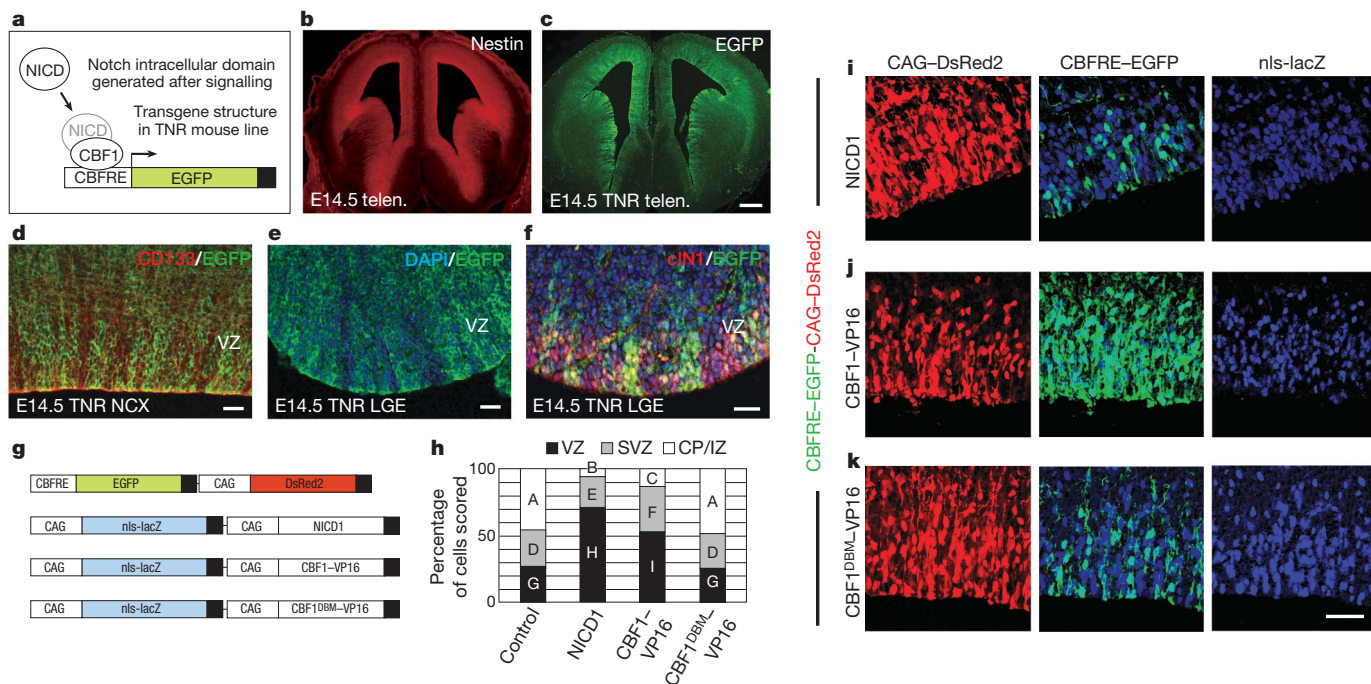 a
NICD
Notch intracellular domain
generated after signalling
NICD
CBF1
Transgene structure
in TNR mouse line
CBFRE
EGFP
b
Nestin
E14.5 telen.
c
EGFP
E14.5 TNR telen.
d
CD133/EGFP
VZ
E14.5 TNR NCX
e
DAPI/EGFP
VZ
E14.5 TNR LGE
f
cIN1/EGFP
VZ
E14.5 TNR LGE
g
CBFRE EGFP CAG DsRed2
CAG nls-lacZ CAG NICD1
CAG nls-lacZ CAG CBF1–VP16
CAG nls-lacZ CAG CBF1DBM–VP16
h
VZ SVZ CP/IZ
Percentage
of cells scored
100
50
0
A B C A
D E F D
G H I G
Control
NICD1
CBF1–
VP16
CBF1DBM–
VP16
CBFRE–EGFP-CAG–DsRed2
CAG–DsRed2 CBFRE–EGFP nls-lacZ
i
NICD1
j
CBF1–VP16
k
CBF1DBM–VP16